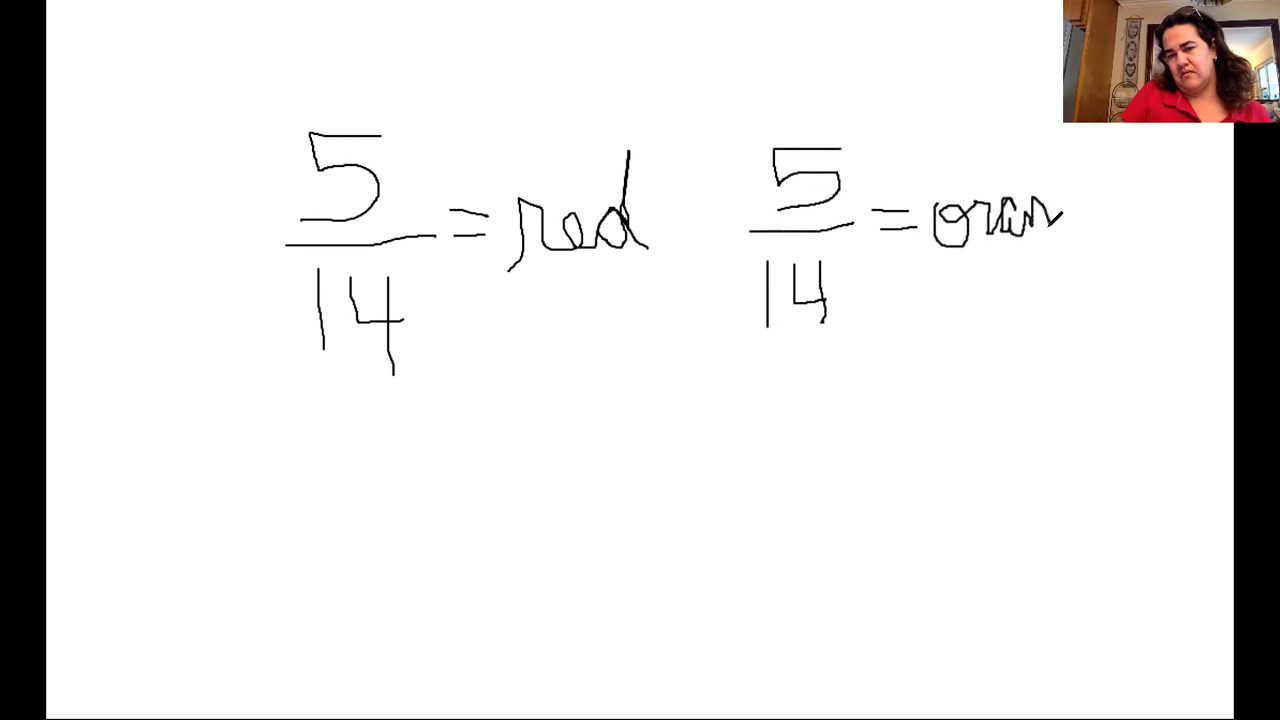 5/14 = red 5/14 = oran